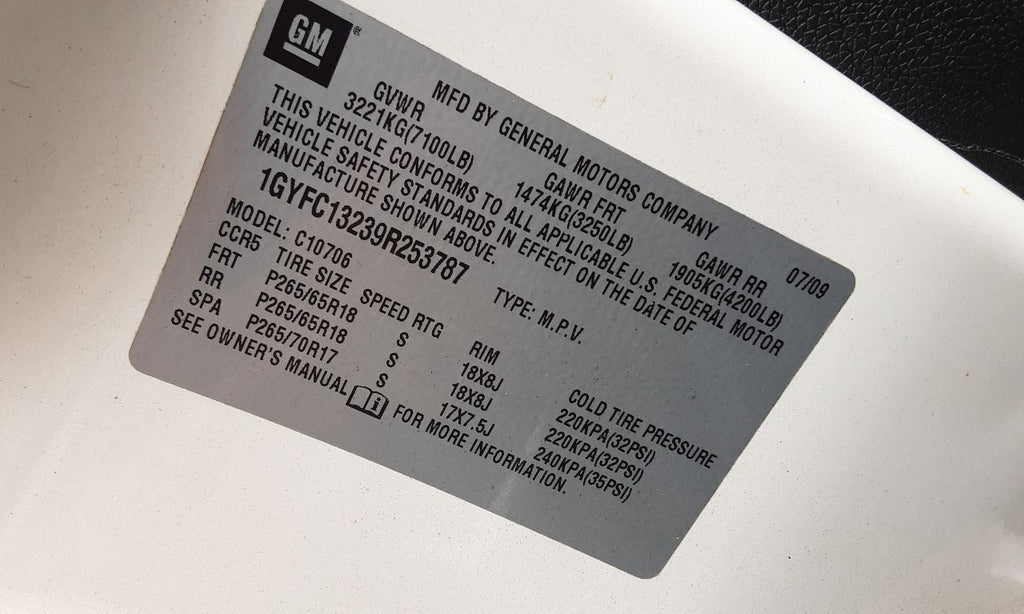 GM®
MFD BY GENERAL MOTORS COMPANY 07/09
GVWR GAWR FRT GAWR RR
3221KG(7100LB) 1474KG(3250LB) 1905KG(4200LB)
THIS VEHICLE CONFORMS TO ALL APPLICABLE U.S. FEDERAL MOTOR
VEHICLE SAFETY STANDARDS IN EFFECT ON THE DATE OF
MANUFACTURE SHOWN ABOVE.
1GYFC13239R253787 TYPE: M.P.V.
MODEL: C10706
CCR5 TIRE SIZE SPEED RTG RIM COLD TIRE PRESSURE
FRT P265/65R18 S 18X8J 220KPA(32PSI)
RR P265/65R18 S 18X8J 220KPA(32PSI)
SPA P265/70R17 S 17X7.5J 240KPA(35PSI)
SEE OWNER'S MANUAL FOR MORE INFORMATION.